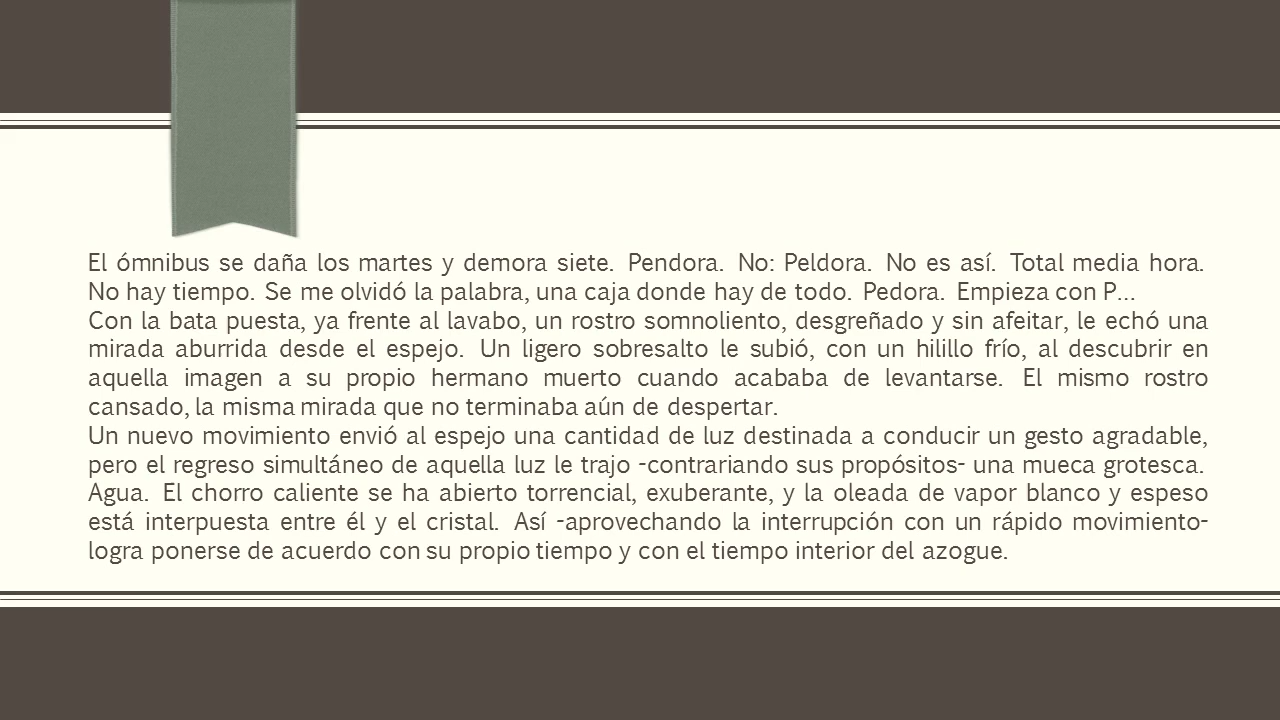 El ómnibus se daña los martes y demora siete. Pendora. No: Peldora. No es así. Total media hora.
No hay tiempo. Se me olvidó la palabra, una caja donde hay de todo. Pedora. Empieza con P...
Con la bata puesta, ya frente al lavabo, un rostro somnoliento, desgreñado y sin afeitar, le echó una
mirada aburrida desde el espejo. Un ligero sobresalto le subió, con un hilillo frío, al descubrir en
aquella imagen a su propio hermano muerto cuando acababa de levantarse. El mismo rostro
cansado, la misma mirada que no terminaba aún de despertar.
Un nuevo movimiento envió al espejo una cantidad de luz destinada a conducir un gesto agradable,
pero el regreso simultáneo de aquella luz le trajo -contrariando sus propósitos- una mueca grotesca.
Agua. El chorro caliente se ha abierto torrencial, exuberante, y la oleada de vapor blanco y espeso
está interpuesta entre él y el cristal. Así -aprovechando la interrupción con un rápido movimiento-
logra ponerse de acuerdo con su propio tiempo y con el tiempo interior del azogue.